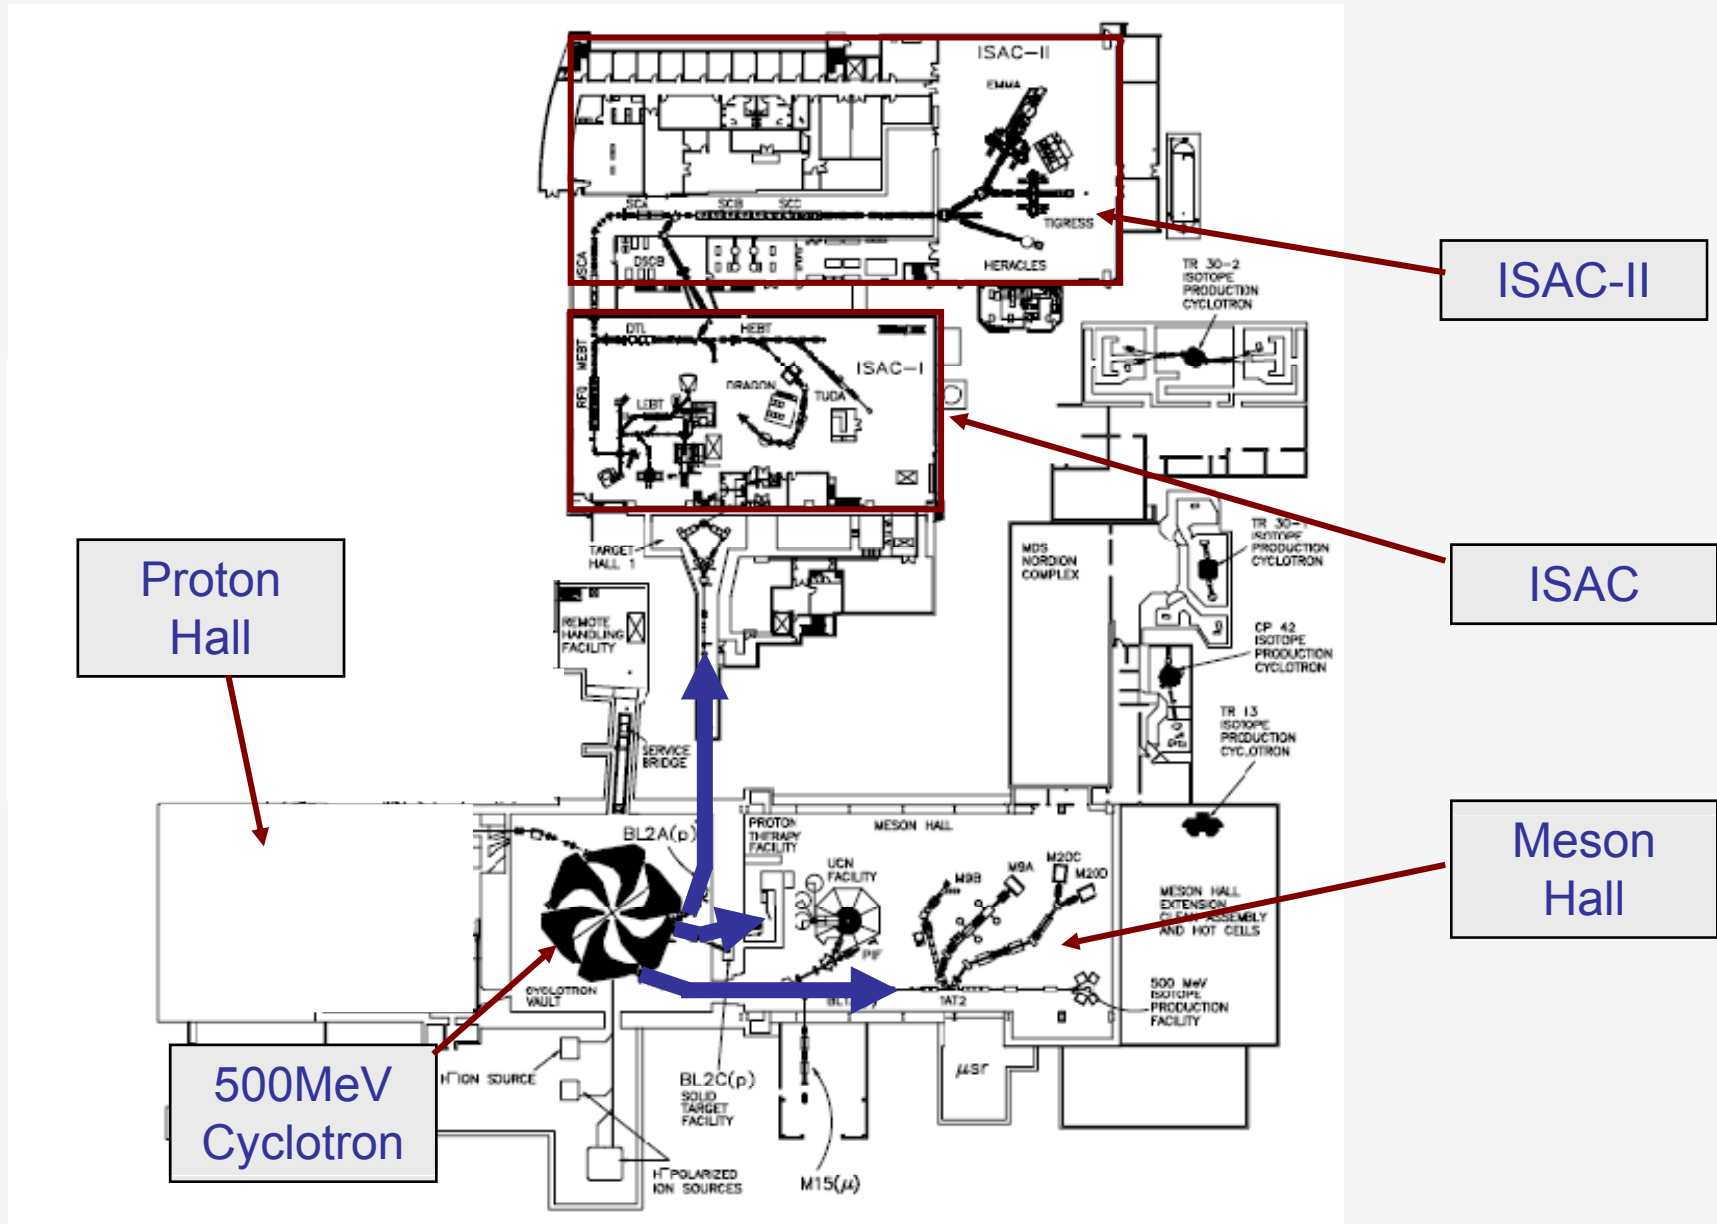 ISAC-II
EMMA
SCA
SCB
SCC
TIGRESS
HERACLES
DSCB
MSCA
ISAC-II
TR 30-2
ISOTOPE
PRODUCTION
CYCLOTRON
DTL
HEBT
MEBT
RFQ
ISAC-I
DRAGON
TUDA
LEBT
TARGET
HALL 1
MDS
NORDION
COMPLEX
TR 30-1
ISOTOPE
PRODUCTION
CYCLOTRON
ISAC
Proton
Hall
REMOTE
HANDLING
FACILITY
CP 42
ISOTOPE
PRODUCTION
CYCLOTRON
TR 13
ISOTOPE
PRODUCTION
CYCLOTRON
SERVICE
BRIDGE
BL2A(p)
PROTON
THERAPY
FACILITY
MESON HALL
UCN
FACILITY
M9B
M9A
M20C
M20D
PIF
MESON HALL
EXTENSION
CLEAN ASSEMBLY
AND HOT CELLS
Meson
Hall
CYCLOTRON
VAULT
1AT2
500 MeV
ISOTOPE
PRODUCTION
FACILITY
500MeV
Cyclotron
H⁻ION SOURCE
BL2C(p)
SOLID
TARGET
FACILITY
μsr
H⁻POLARIZED
ION SOURCES
M15(μ)